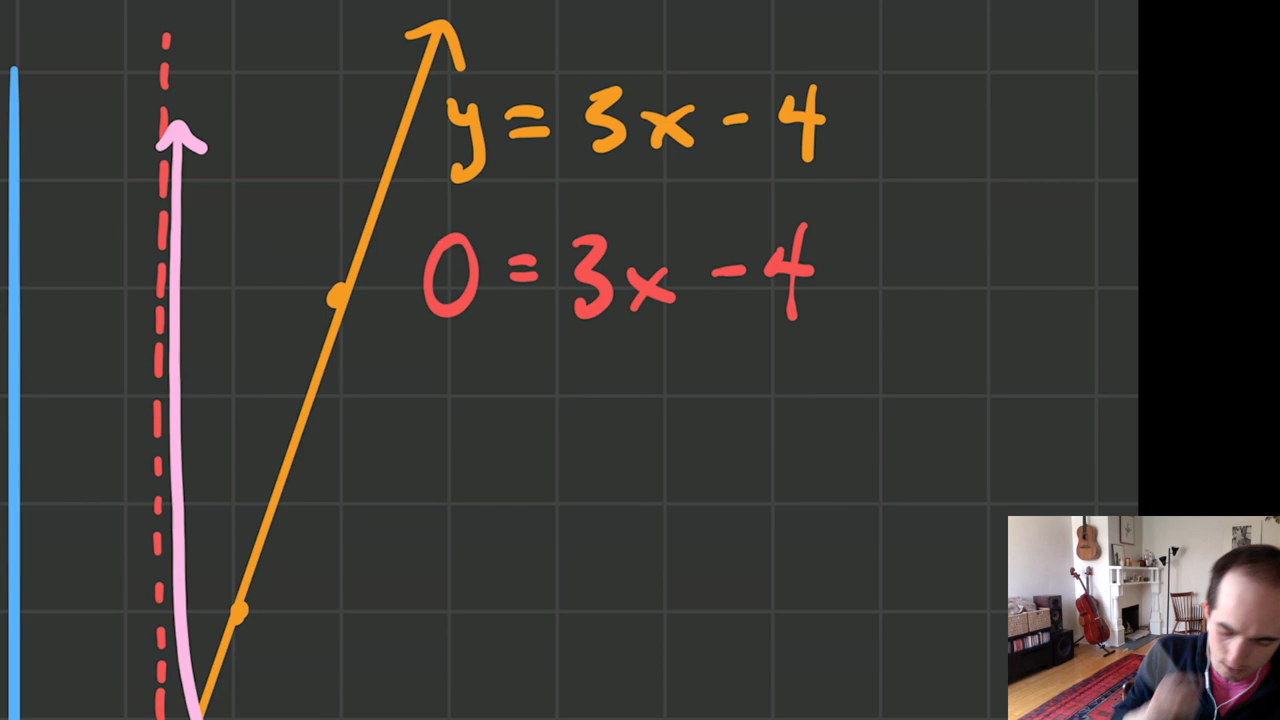 y = 3x - 4
0 = 3x - 4